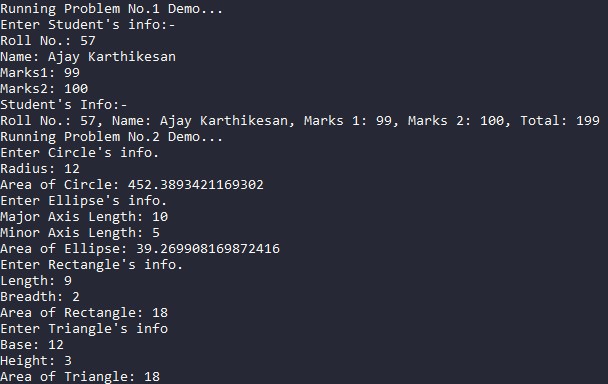 Running Problem No.1 Demo...
Enter Student's info:-
Roll No.: 57
Name: Ajay Karthikesan
Marks1: 99
Marks2: 100
Student's Info:-
Roll No.: 57, Name: Ajay Karthikesan, Marks 1: 99, Marks 2: 100, Total: 199
Running Problem No.2 Demo...
Enter Circle's info.
Radius: 12
Area of Circle: 452.3893421169302
Enter Ellipse's info.
Major Axis Length: 10
Minor Axis Length: 5
Area of Ellipse: 39.269908169872416
Enter Rectangle's info.
Length: 9
Breadth: 2
Area of Rectangle: 18
Enter Triangle's info
Base: 12
Height: 3
Area of Triangle: 18